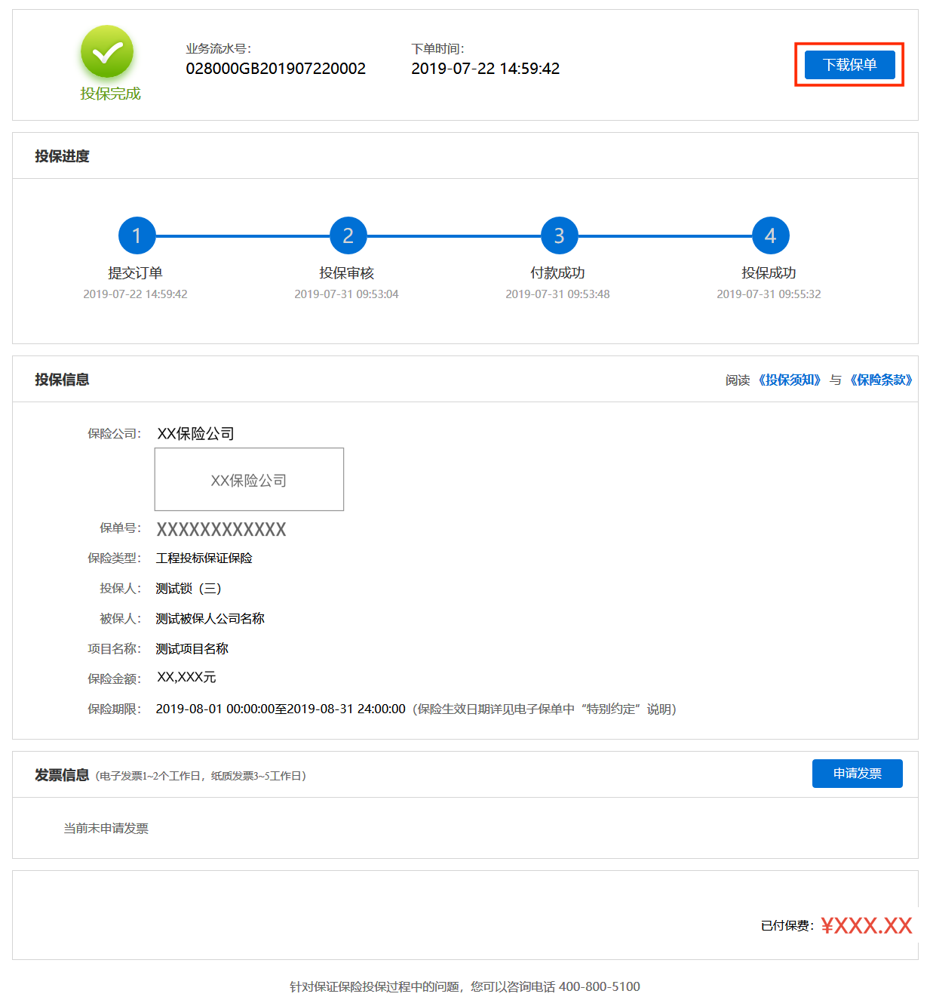 业务流水号：
下单时间：
028000GB201907220002
2019-07-22 14:59:42
下载保单
投保完成
投保进度
1
2
3
4
提交订单
投保审核
付款成功
投保成功
2019-07-22 14:59:42
2019-07-31 09:53:04
2019-07-31 09:53:48
2019-07-31 09:55:32
投保信息
阅读 《投保须知》 与 《保险条款》
保险公司： XX保险公司
XX保险公司
保单号： XXXXXXXXXXXX
保险类型： 工程投标保证保险
投保人： 测试锁（三）
被保人： 测试被保人公司名称
项目名称： 测试项目名称
保险金额： XX,XXX元
保险期限： 2019-08-01 00:00:00至2019-08-31 24:00:00（保险生效日期详见电子保单中“特别约定”说明）
发票信息（电子发票1~2个工作日，纸质发票3~5工作日）
申请发票
当前未申请发票
已付保费：¥XXX.XX
针对保证保险投保过程中的问题，您可以咨询电话 400-800-5100